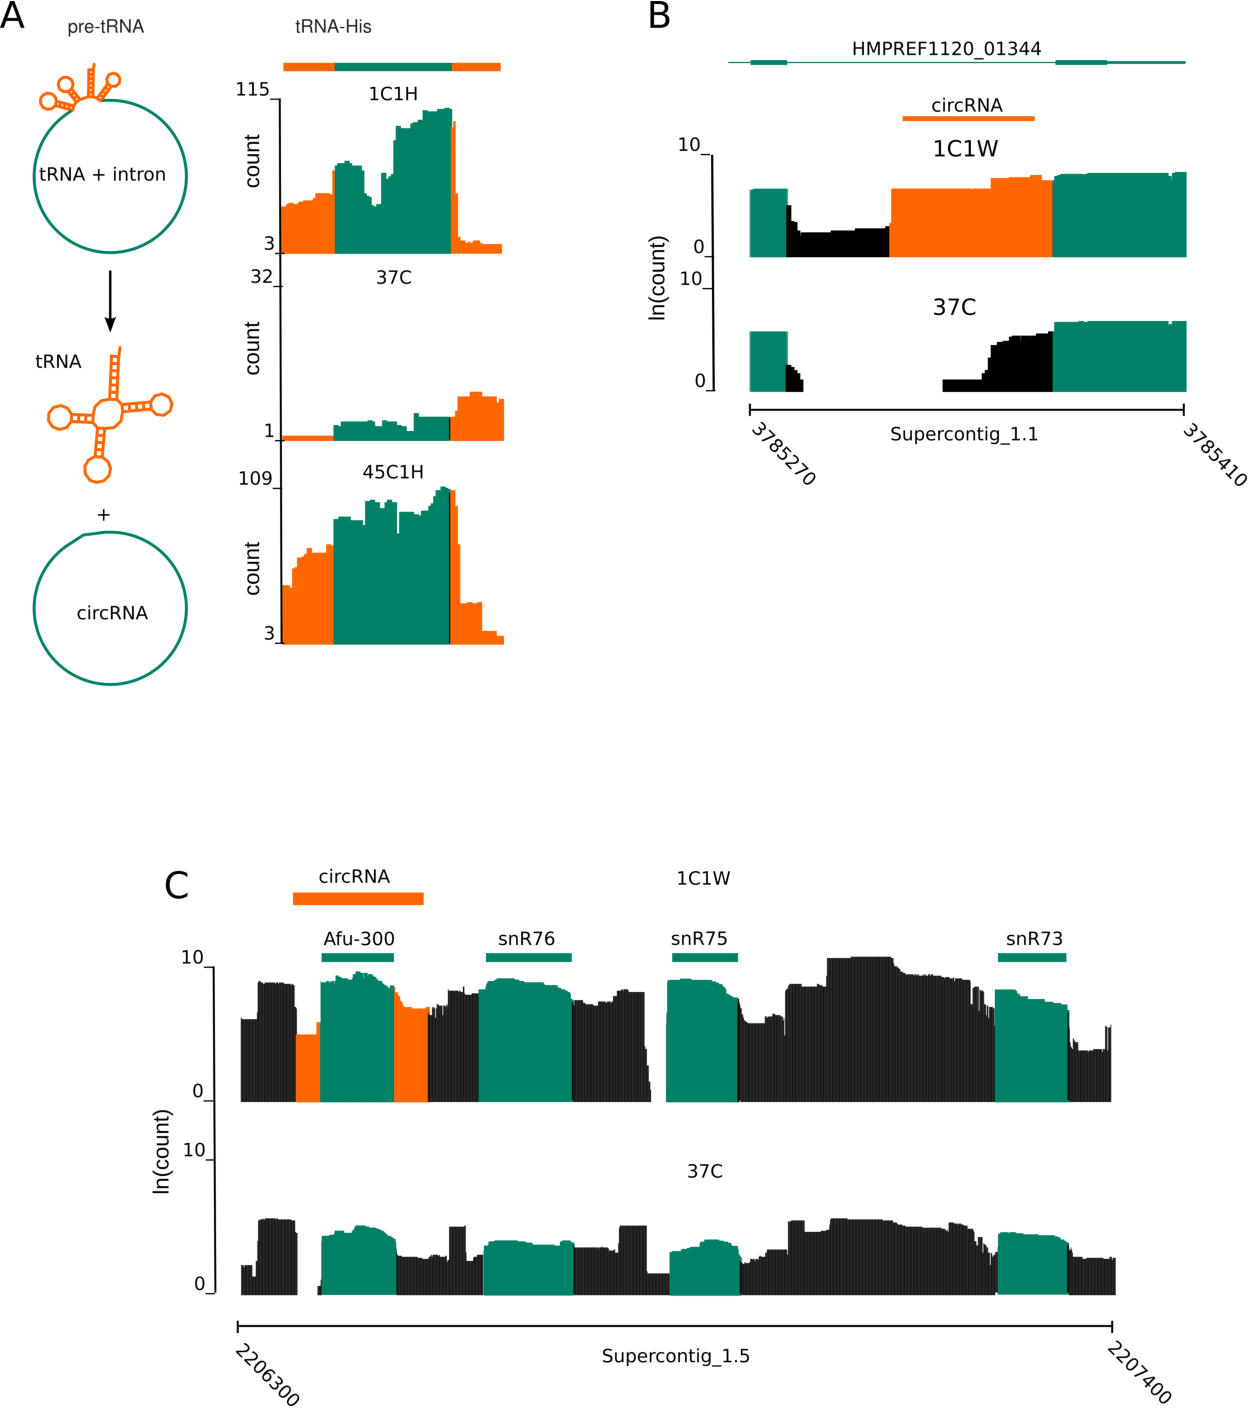 A
pre-tRNA
tRNA-His
tRNA + intron
tRNA
+
circRNA
115
1C1H
count
3
32
37C
count
1
109
45C1H
count
3
B
HMPREF1120_01344
circRNA
1C1W
10
0
10
37C
0
ln(count)
3785270
Supercontig_1.1
3785410
C
circRNA
1C1W
Afu-300
snR76
snR75
snR73
10
0
ln(count)
10
37C
0
2206300
Supercontig_1.5
2207400